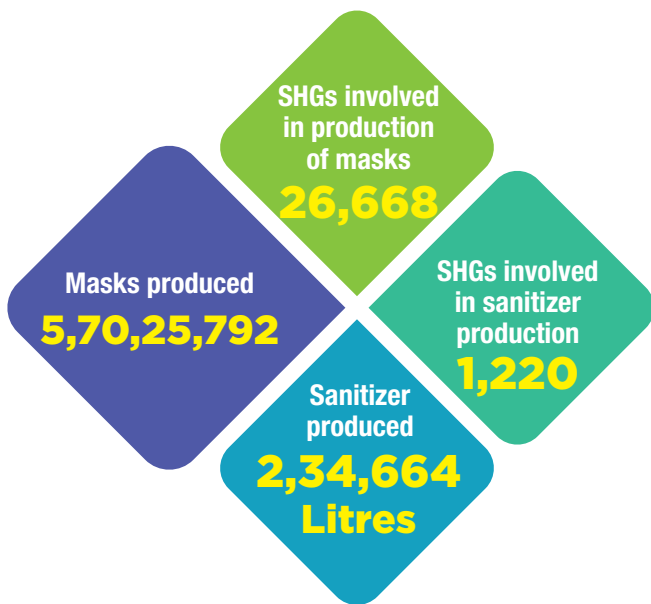 SHGs involved
in production
of masks
26,668
Masks produced
5,70,25,792
SHGs involved
in sanitizer
production
1,220
Sanitizer
produced
2,34,664
Litres